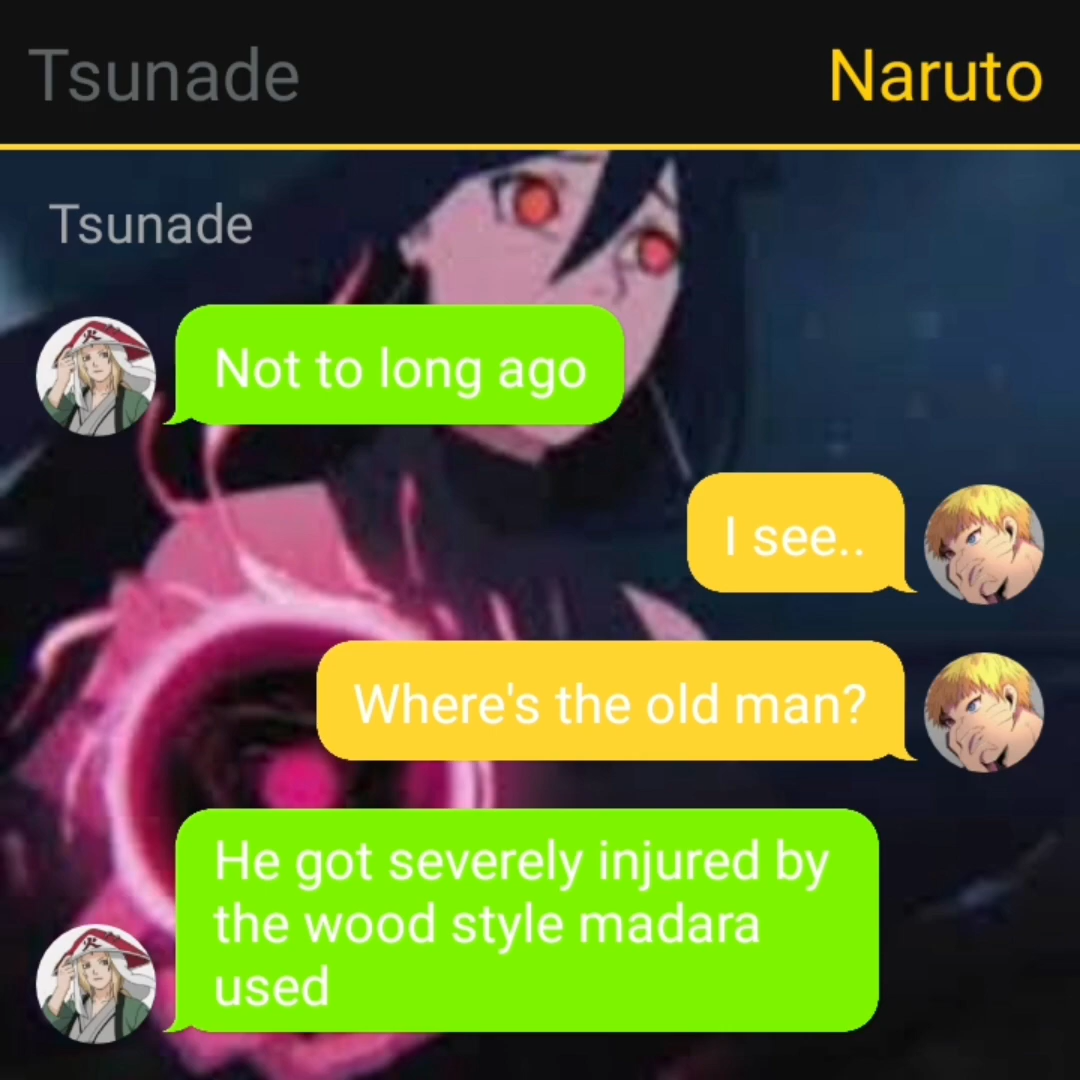 Tsunade
Naruto
Tsunade
Not to long ago
I see..
Where's the old man?
He got severely injured by
the wood style madara
used